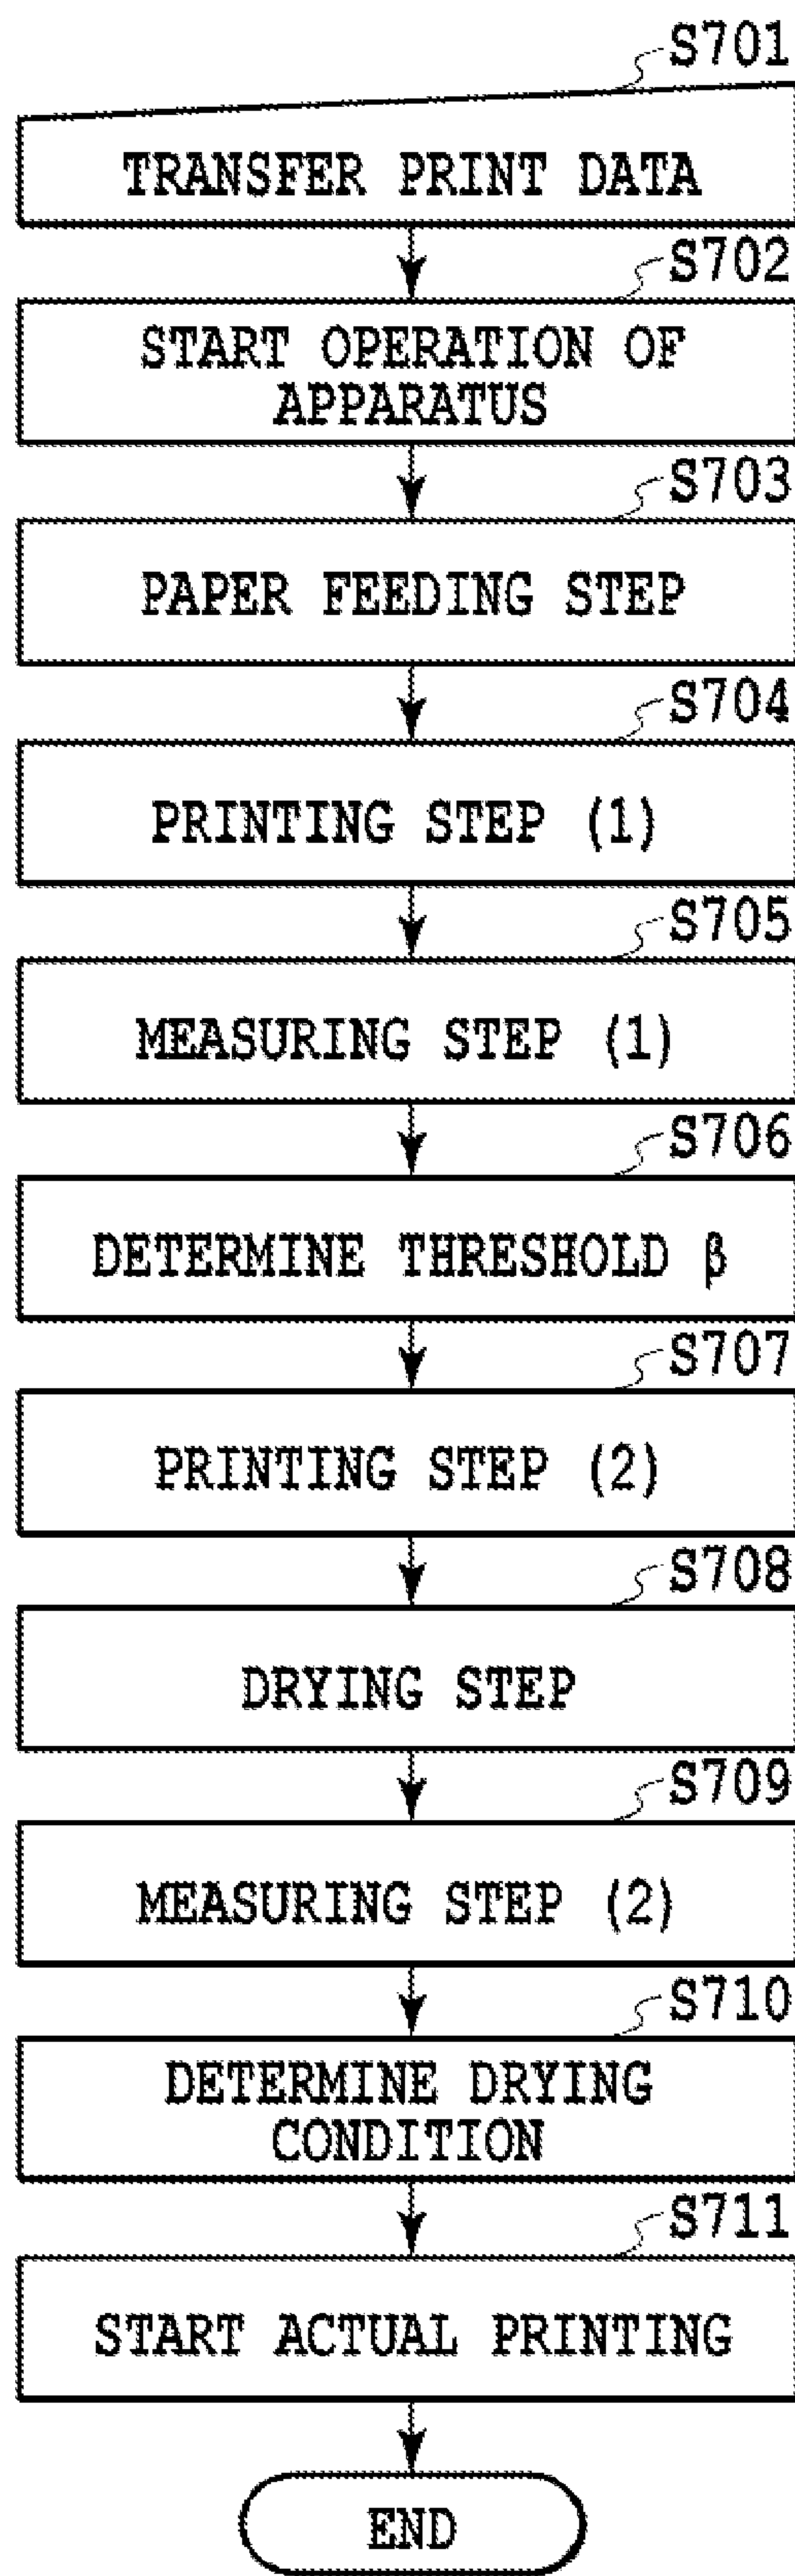 S701
TRANSFER PRINT DATA
S702
START OPERATION OF
APPARATUS
S703
PAPER FEEDING STEP
S704
PRINTING STEP (1)
S705
MEASURING STEP (1)
S706
DETERMINE THRESHOLD β
S707
PRINTING STEP (2)
S708
DRYING STEP
S709
MEASURING STEP (2)
S710
DETERMINE DRYING
CONDITION
S711
START ACTUAL PRINTING
END